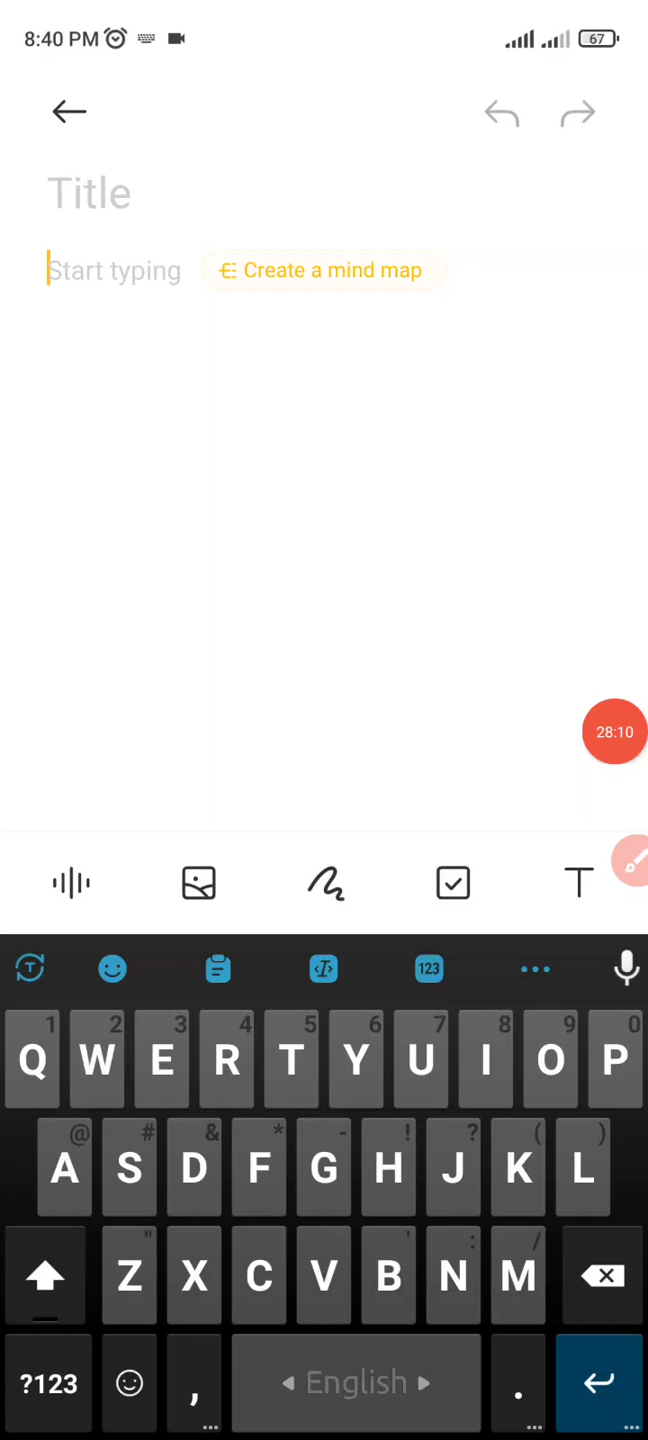 8:40 PM 67
Title
Start typing Create a mind map
28:10
T
T 123
1 2 3 4 5 6 7 8 9 0
Q W E R T Y U I O P
@ # & * - ! ? ( )
A S D F G H J K L
" ' : /
Z X C V B N M
?123 , English .